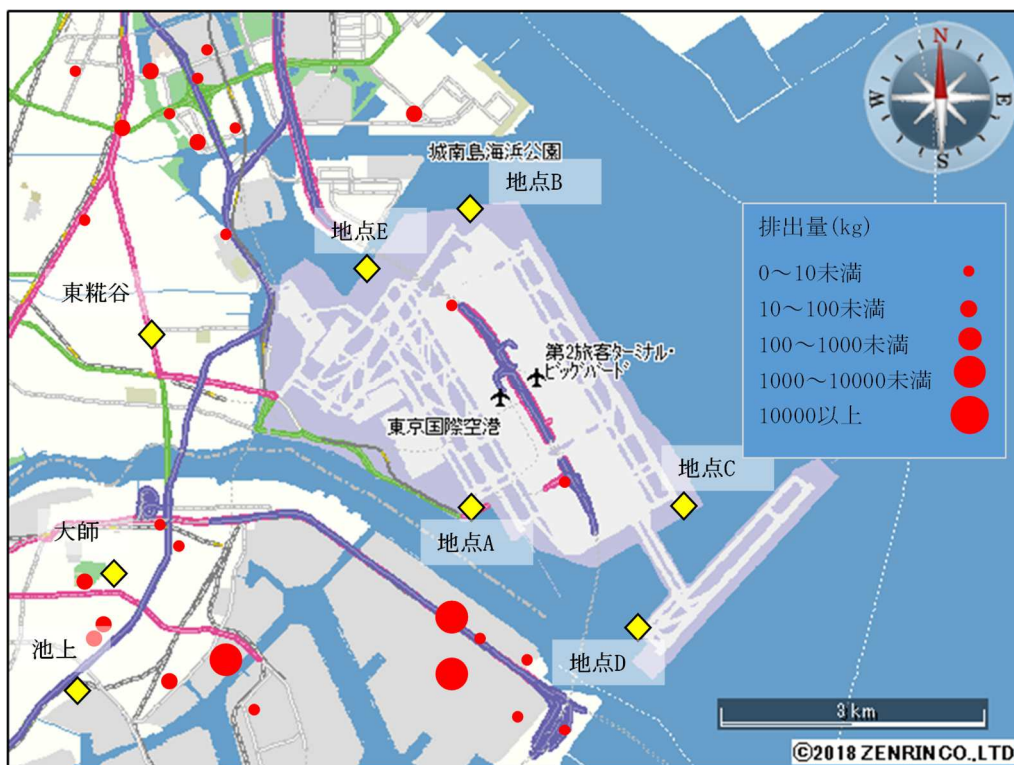 城南島海浜公園
地点B
地点E
東糀谷
第2旅客ターミナル・
ビッグバード
東京国際空港
地点C
地点A
大師
池上
地点D
N
W
E
S
排出量(kg)
0～10未満
10～100未満
100～1000未満
1000～10000未満
10000以上
3 km
©2018 ZENRIN CO., LTD